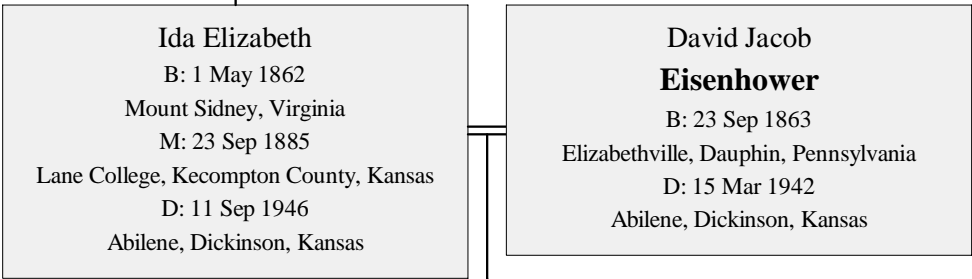 Ida Elizabeth
B: 1 May 1862
Mount Sidney, Virginia
M: 23 Sep 1885
Lane College, Kecompton County, Kansas
D: 11 Sep 1946
Abilene, Dickinson, Kansas
David Jacob
Eisenhower
B: 23 Sep 1863
Elizabethville, Dauphin, Pennsylvania
D: 15 Mar 1942
Abilene, Dickinson, Kansas